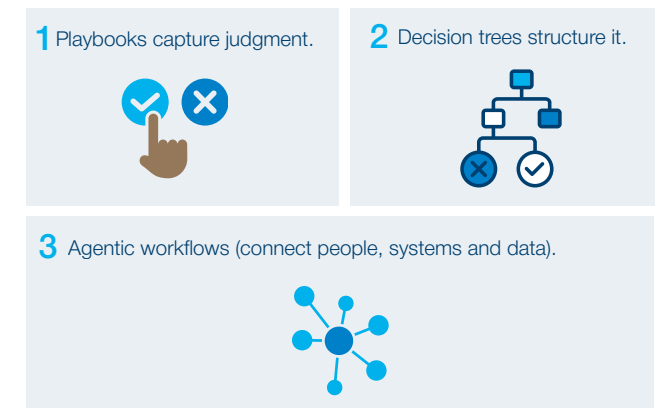 1 Playbooks capture judgment.
2 Decision trees structure it.
3 Agentic workflows (connect people, systems and data).